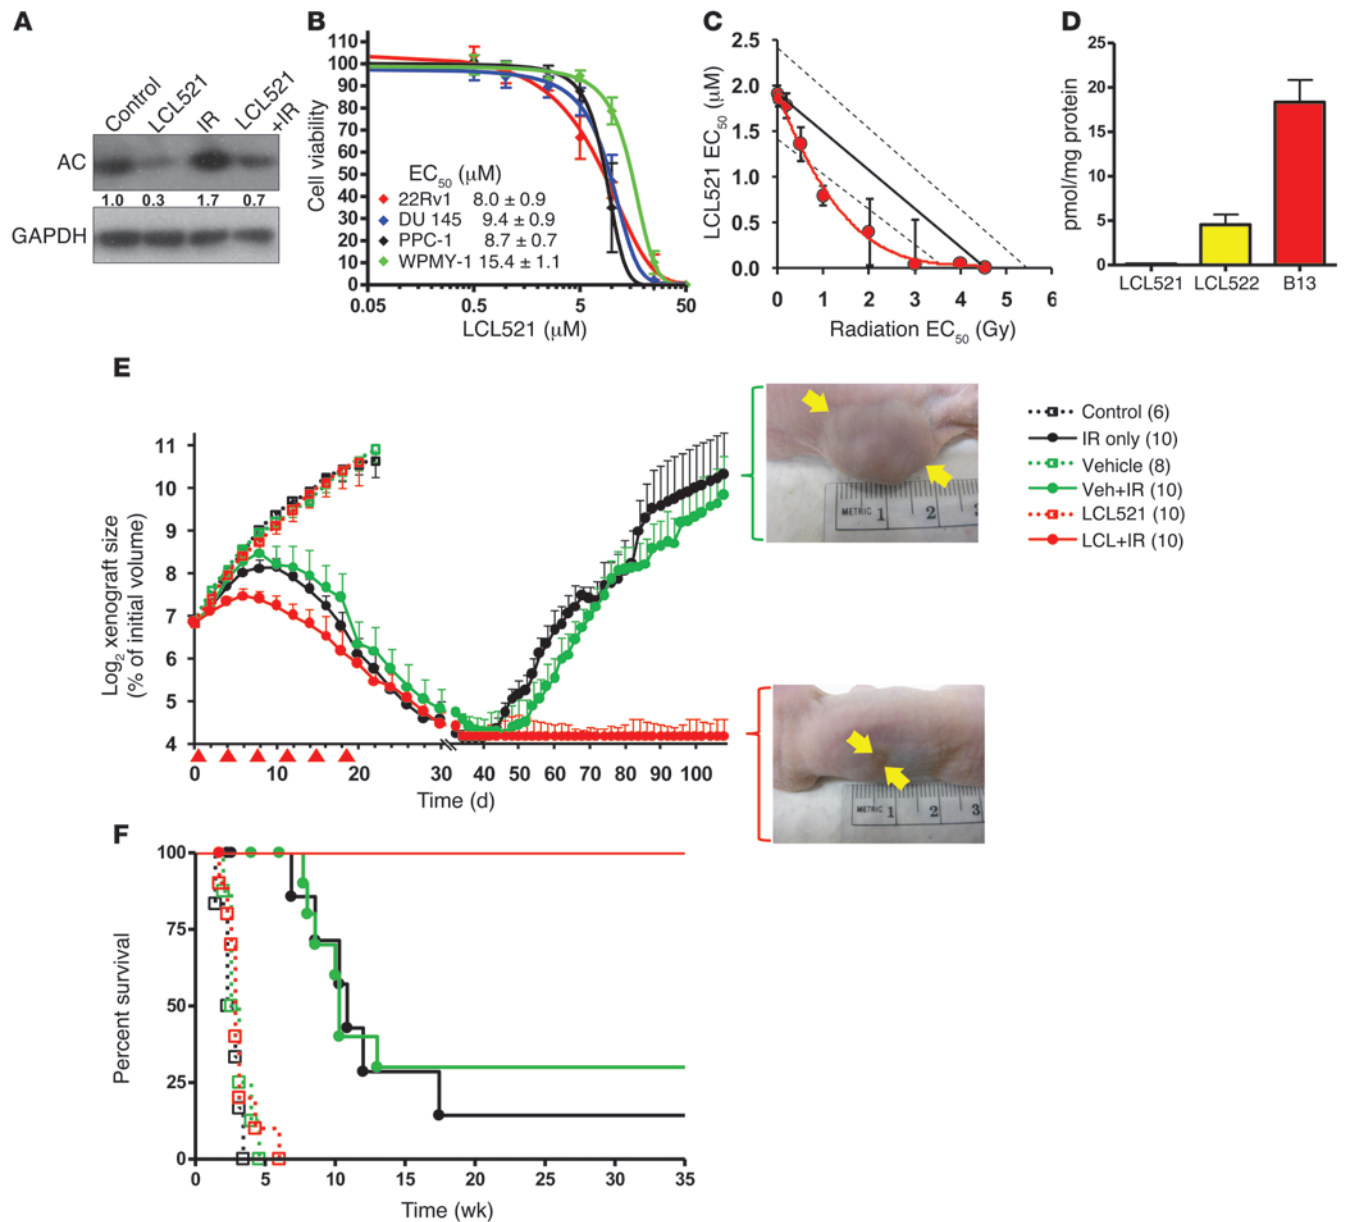 A
Control
LCL521
IR
LCL521
+IR
AC
1.0 0.3 1.7 0.7
GAPDH
B
110
100
90
80
70
60
50
40
30
20
10
0
Cell viability
EC50 (μM)
22Rv1 8.0 ± 0.9
DU 145 9.4 ± 0.9
PPC-1 8.7 ± 0.7
WPMY-1 15.4 ± 1.1
0.05 0.5 5 50
LCL521 (μM)
C
2.5
2.0
1.5
1.0
0.5
0.0
LCL521 EC50 (μM)
0 1 2 3 4 5 6
Radiation EC50 (Gy)
D
25
20
15
10
5
0
pmol/mg protein
LCL521 LCL522 B13
E
11
10
9
8
7
6
5
4
Log2 xenograft size
(% of initial volume)
0 10 20 30 40 50 60 70 80 90 100
Time (d)
METRIC 1 2 3
METRIC 1 2 3
Control (6)
IR only (10)
Vehicle (8)
Veh+IR (10)
LCL521 (10)
LCL+IR (10)
F
100
75
50
25
0
Percent survival
0 5 10 15 20 25 30 35
Time (wk)